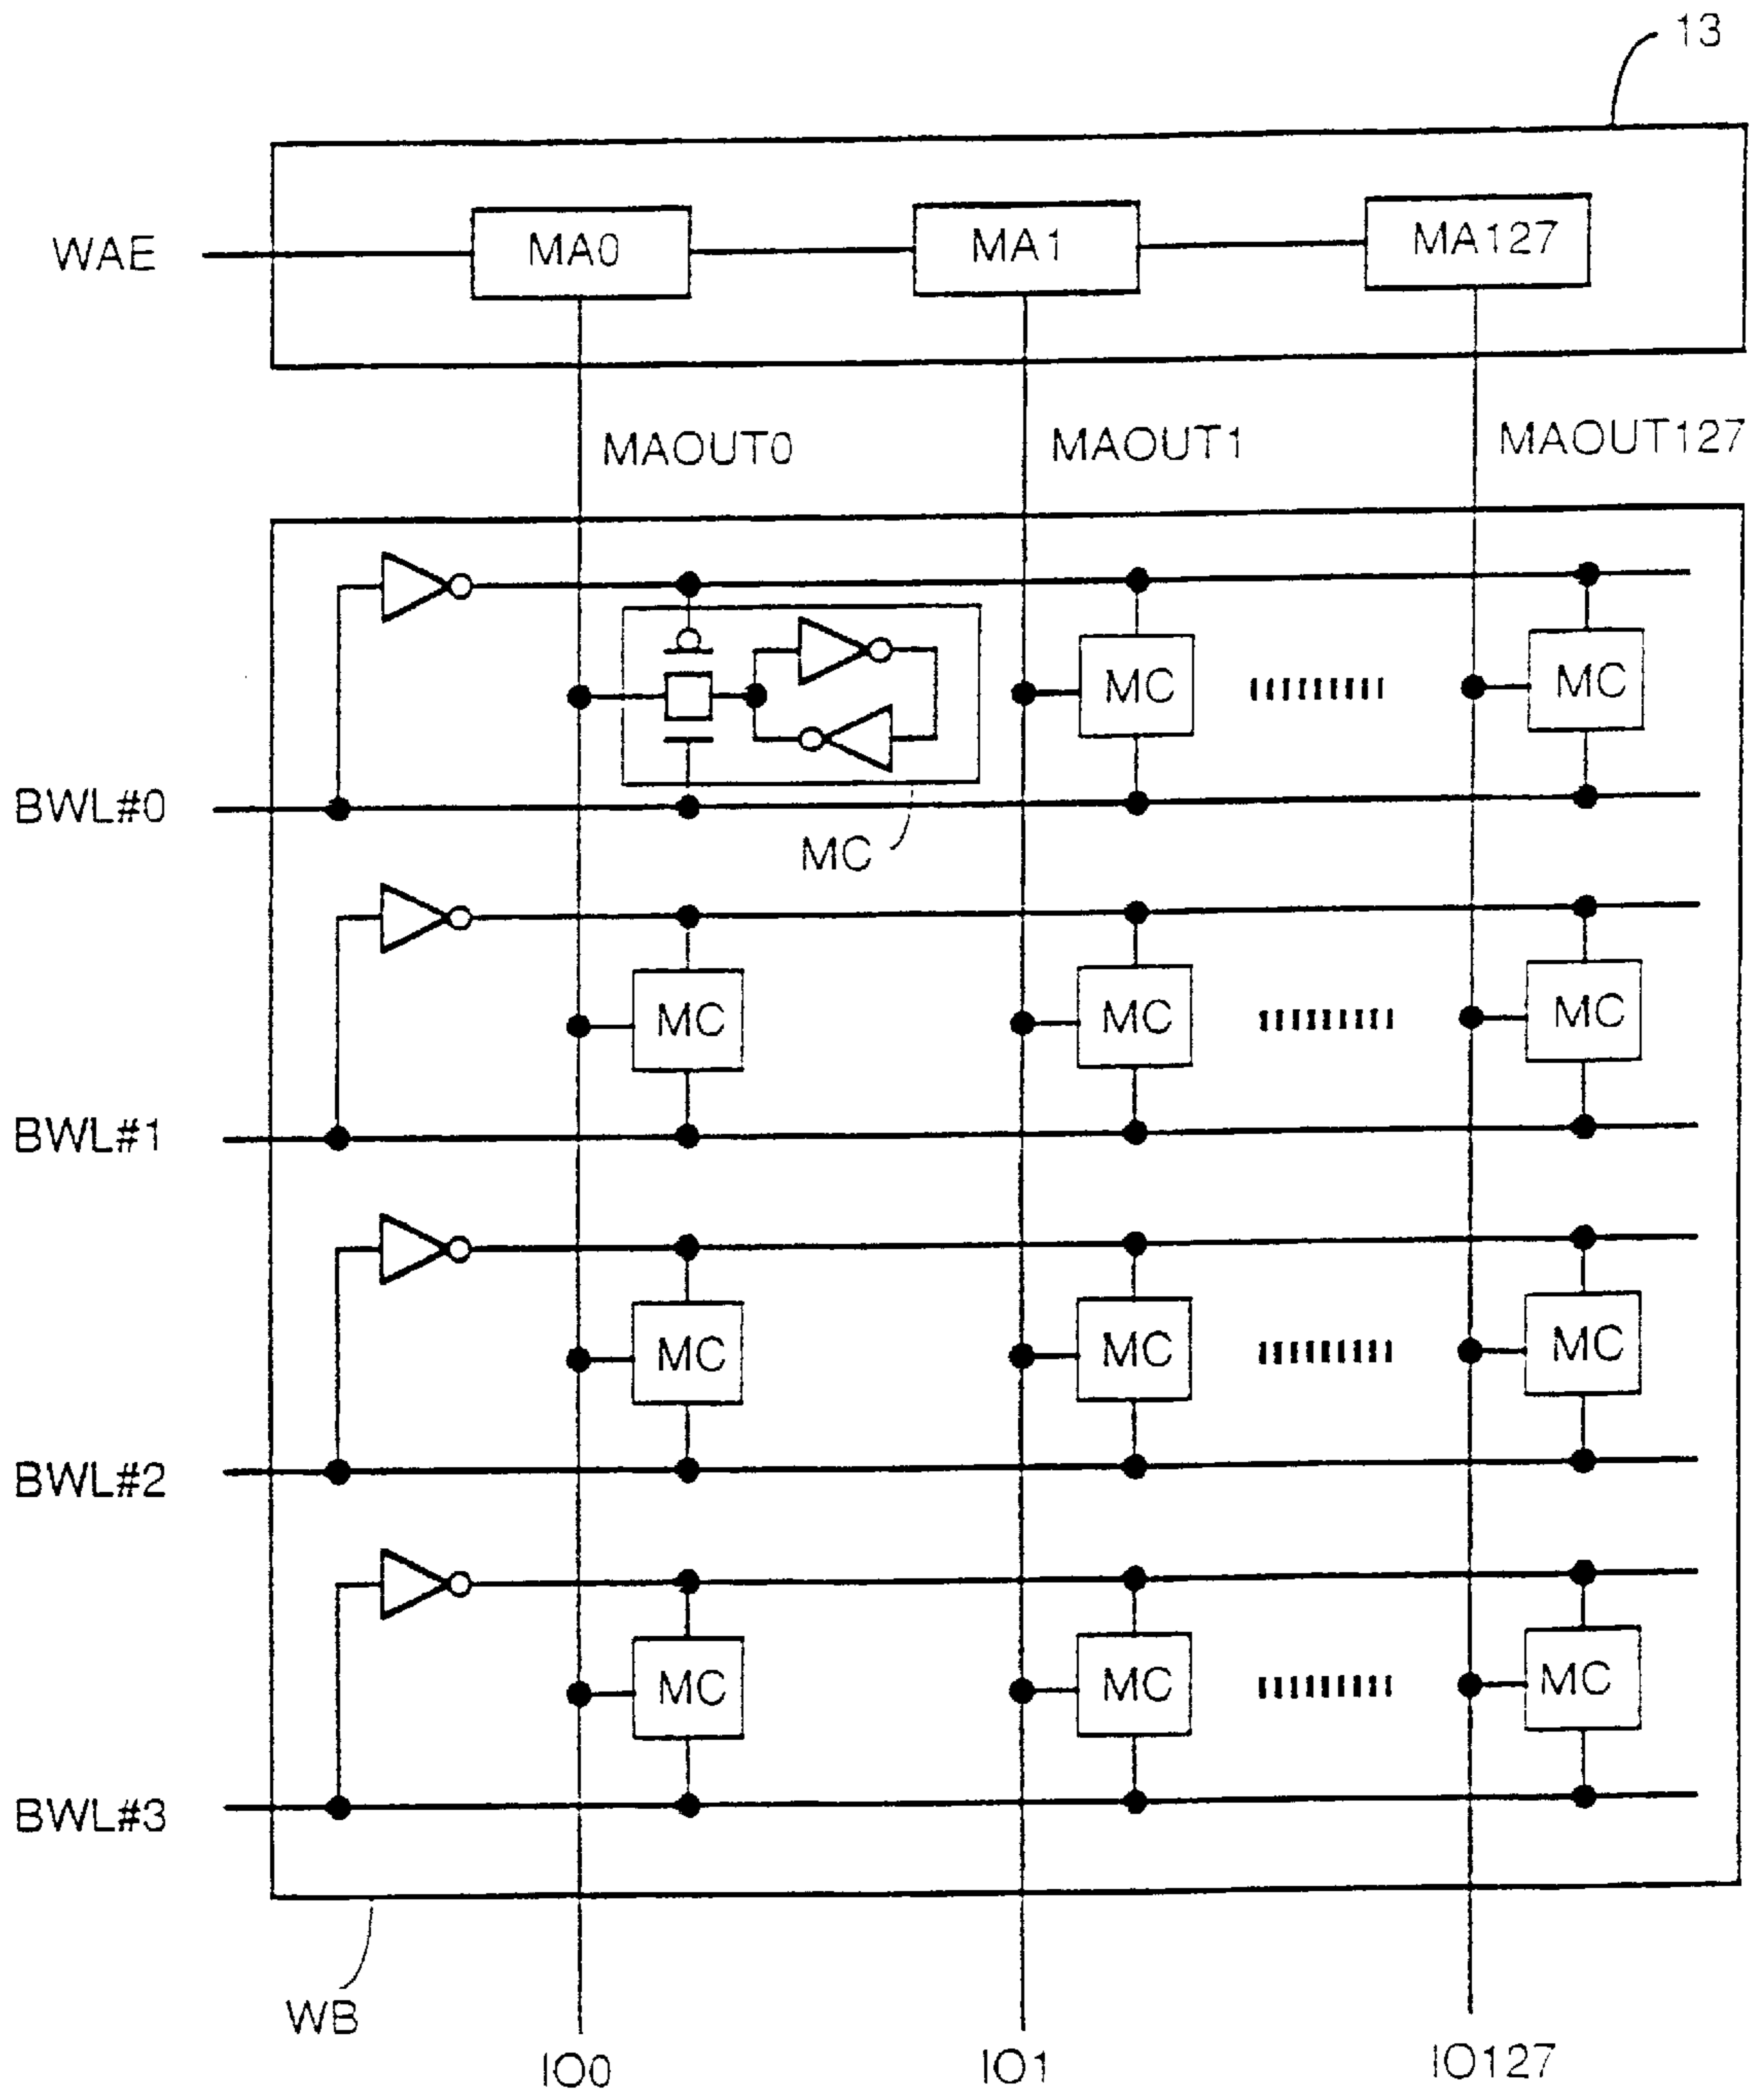 13
WAE MA0 MA1 MA127
MAOUT0 MAOUT1 MAOUT127
MC MC
BWL#0
MC
MC MC MC
BWL#1
MC MC MC
BWL#2
MC MC MC
BWL#3
WB
IO0 IO1 IO127